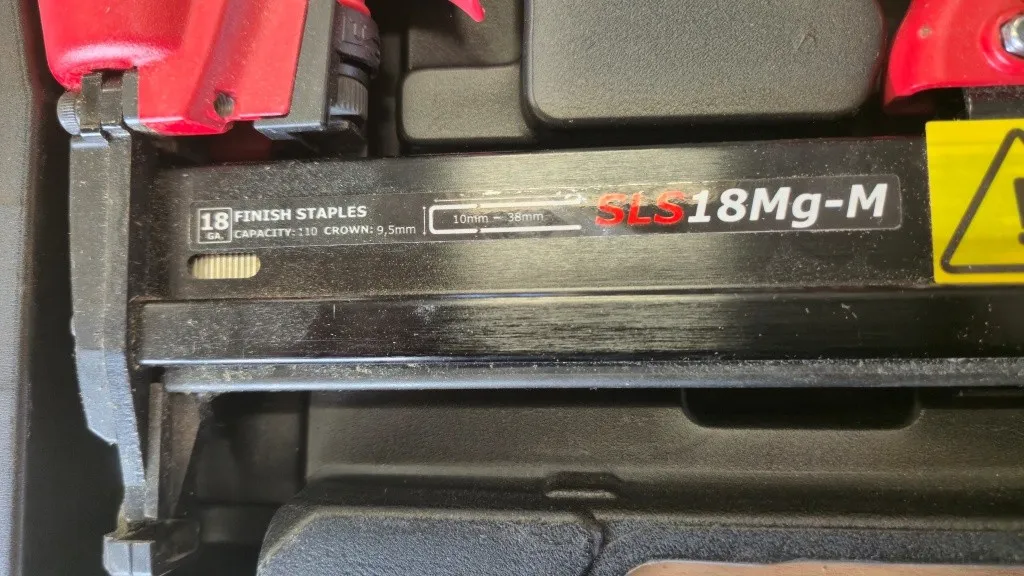 18 GA.
FINISH STAPLES
CAPACITY: 110 CROWN: 9,5mm
10mm – 38mm
SLS18Mg-M